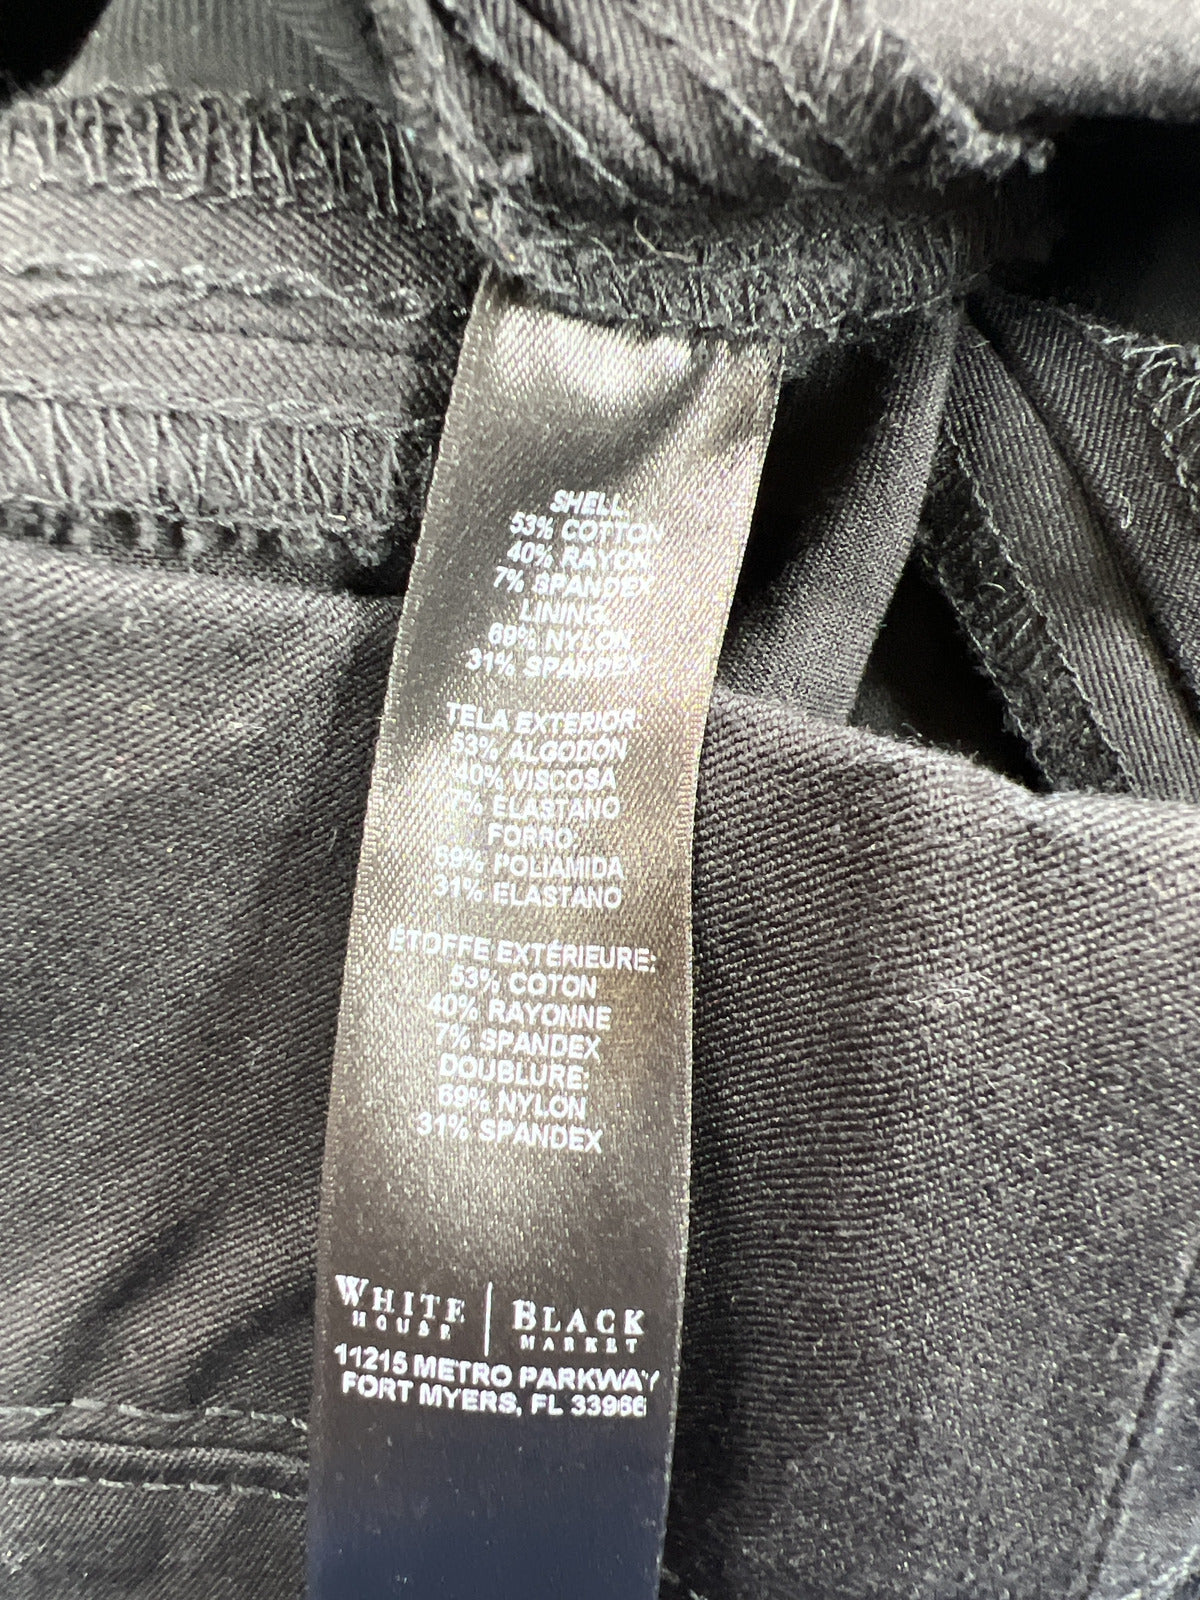 SHELL:
53% COTTON
40% RAYON
7% SPANDEX
LINING:
69% NYLON
31% SPANDEX
TELA EXTERIOR:
53% ALGODON
40% VISCOSA
7% ELASTANO
FORRO:
69% POLIAMIDA
31% ELASTANO
ÉTOFFE EXTÉRIEURE:
53% COTON
40% RAYONNE
7% SPANDEX
DOUBLURE:
69% NYLON
31% SPANDEX
WHITE | BLACK
HOUSE | MARKET
11215 METRO PARKWAY
FORT MYERS, FL 33966